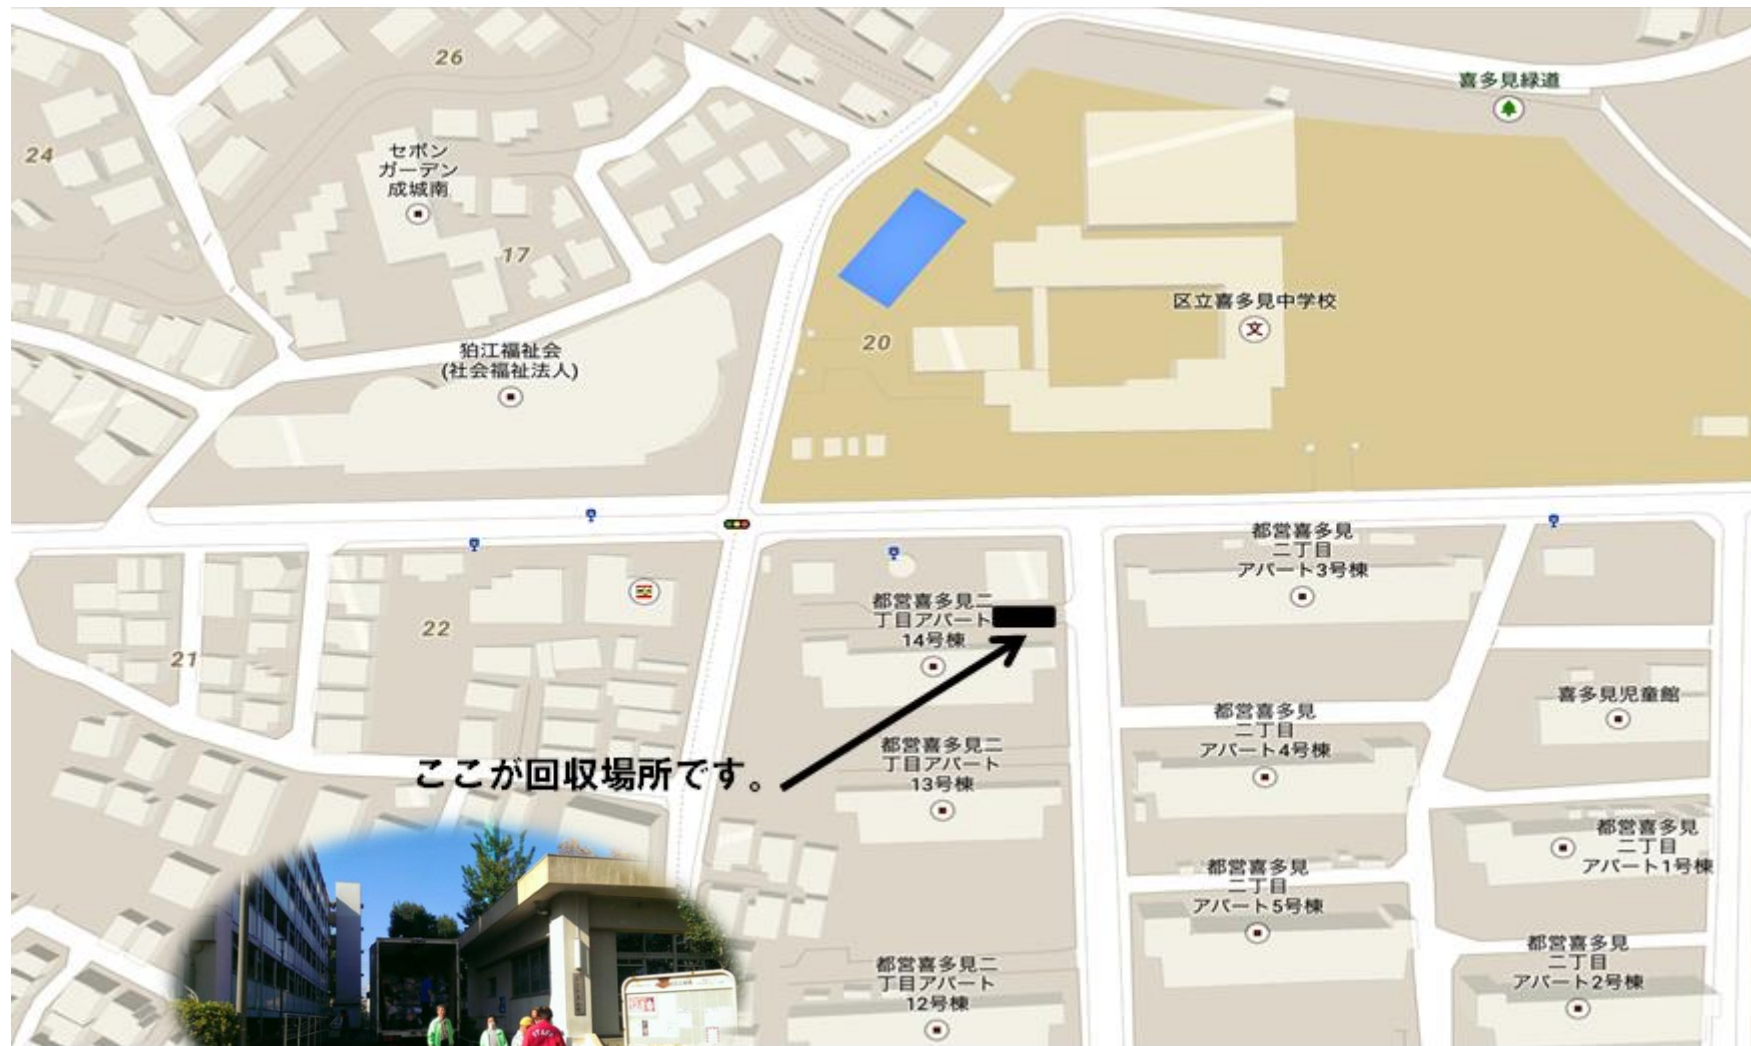 26
喜多見緑道
24
セボン
ガーデン
成城南
17
区立喜多見中学校
文
20
狛江福祉会
(社会福祉法人)
都営喜多見
二丁目
アパート3号棟
都営喜多見二
丁目アパート
14号棟
22
21
喜多見児童館
都営喜多見
二丁目
アパート4号棟
都営喜多見二
丁目アパート
13号棟
ここが回収場所です。
都営喜多見
二丁目
アパート1号棟
都営喜多見
二丁目
アパート5号棟
都営喜多見
二丁目
アパート2号棟
都営喜多見二
丁目アパート
12号棟
STAFF